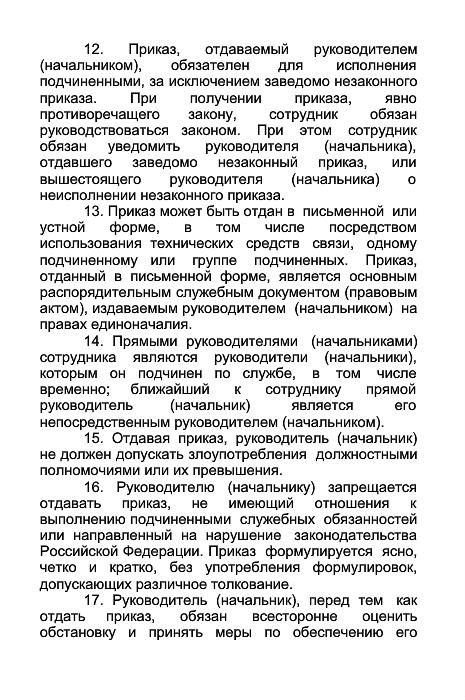 12. Приказ, отдаваемый руководителем
(начальником), обязателен для исполнения
подчиненными, за исключением заведомо незаконного
приказа. При получении приказа, явно
противоречащего закону, сотрудник обязан
руководствоваться законом. При этом сотрудник
обязан уведомить руководителя (начальника),
отдавшего заведомо незаконный приказ, или
вышестоящего руководителя (начальника) о
неисполнении незаконного приказа.
13. Приказ может быть отдан в письменной или
устной форме, в том числе посредством
использования технических средств связи, одному
подчиненному или группе подчиненных. Приказ,
отданный в письменной форме, является основным
распорядительным служебным документом (правовым
актом), издаваемым руководителем (начальником) на
правах единоначалия.
14. Прямыми руководителями (начальниками)
сотрудника являются руководители (начальники),
которым он подчинен по службе, в том числе
временно; ближайший к сотруднику прямой
руководитель (начальник) является его
непосредственным руководителем (начальником).
15. Отдавая приказ, руководитель (начальник)
не должен допускать злоупотребления должностными
полномочиями или их превышения.
16. Руководителю (начальнику) запрещается
отдавать приказ, не имеющий отношения к
выполнению подчиненными служебных обязанностей
или направленный на нарушение законодательства
Российской Федерации. Приказ формулируется ясно,
четко и кратко, без употребления формулировок,
допускающих различное толкование.
17. Руководитель (начальник), перед тем как
отдать приказ, обязан всесторонне оценить
обстановку и принять меры по обеспечению его